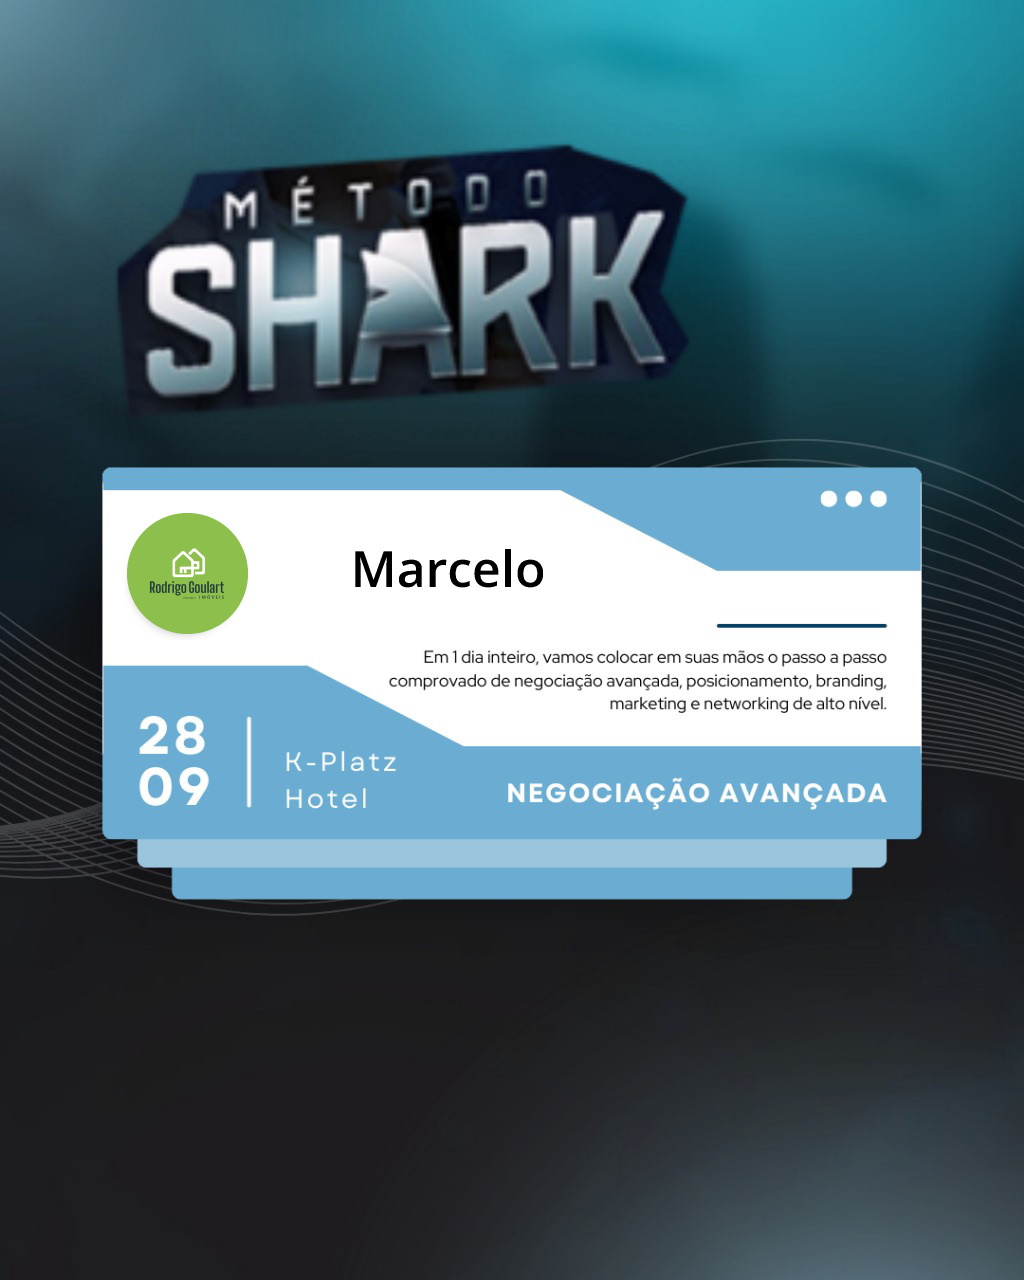 MÉTODO
SHARK
Marcelo
Rodrigo Goulart
IMÓVEIS
Em 1 dia inteiro, vamos colocar em suas mãos o passo a passo
comprovado de negociação avançada, posicionamento, branding,
marketing e networking de alto nível.
28
09
K-Platz
Hotel
NEGOCIAÇÃO AVANÇADA